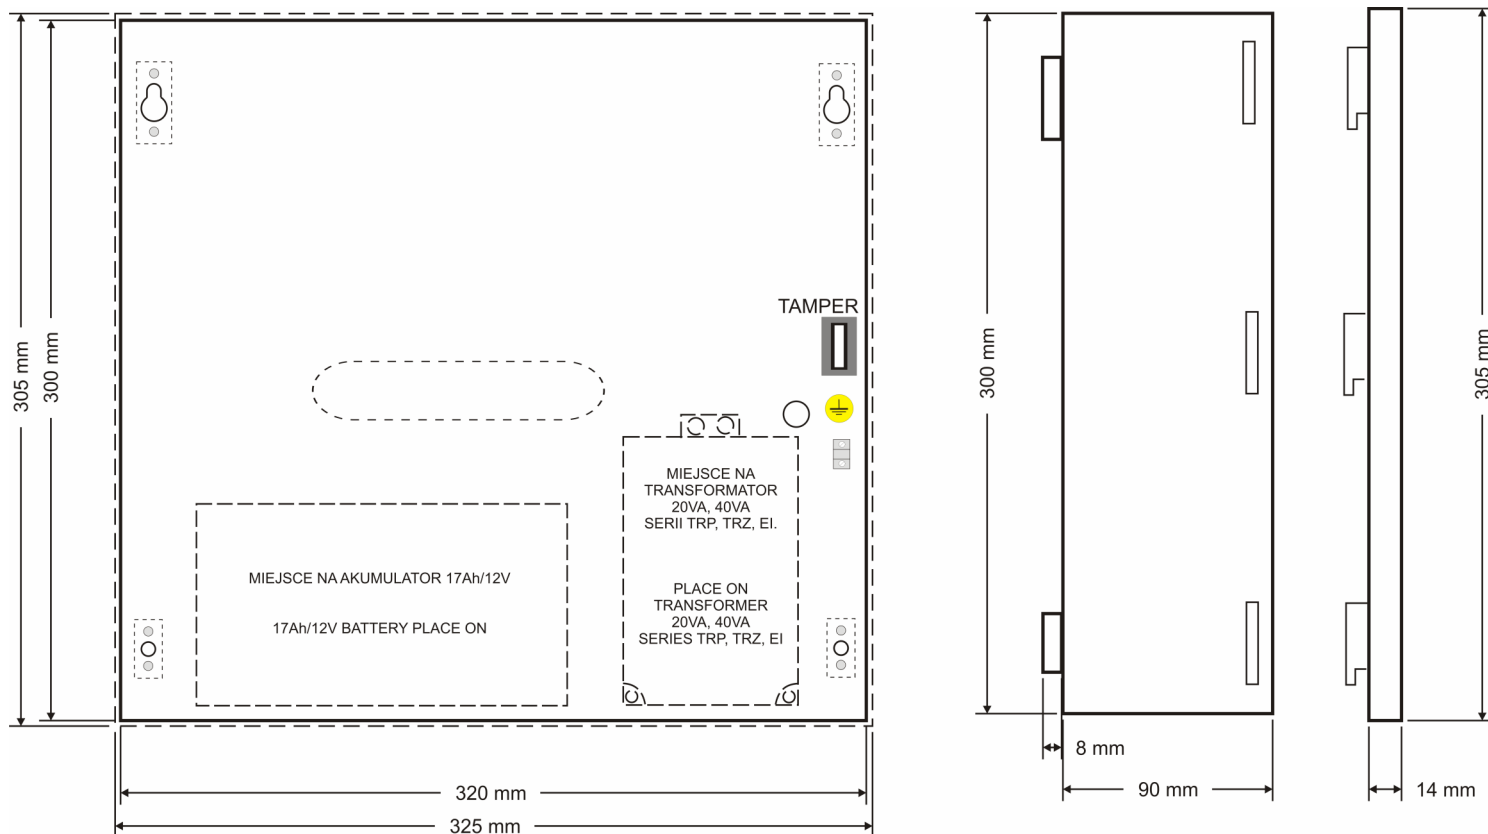 TAMPER
305 mm
300 mm
MIEJSCE NA
TRANSFORMATOR
20VA, 40VA
SERII TRP, TRZ, EI.
PLACE ON
TRANSFORMER
20VA, 40VA
SERIES TRP, TRZ, EI
MIEJSCE NA AKUMULATOR 17Ah/12V
17Ah/12V BATTERY PLACE ON
320 mm
325 mm
300 mm
305 mm
8 mm
90 mm
14 mm